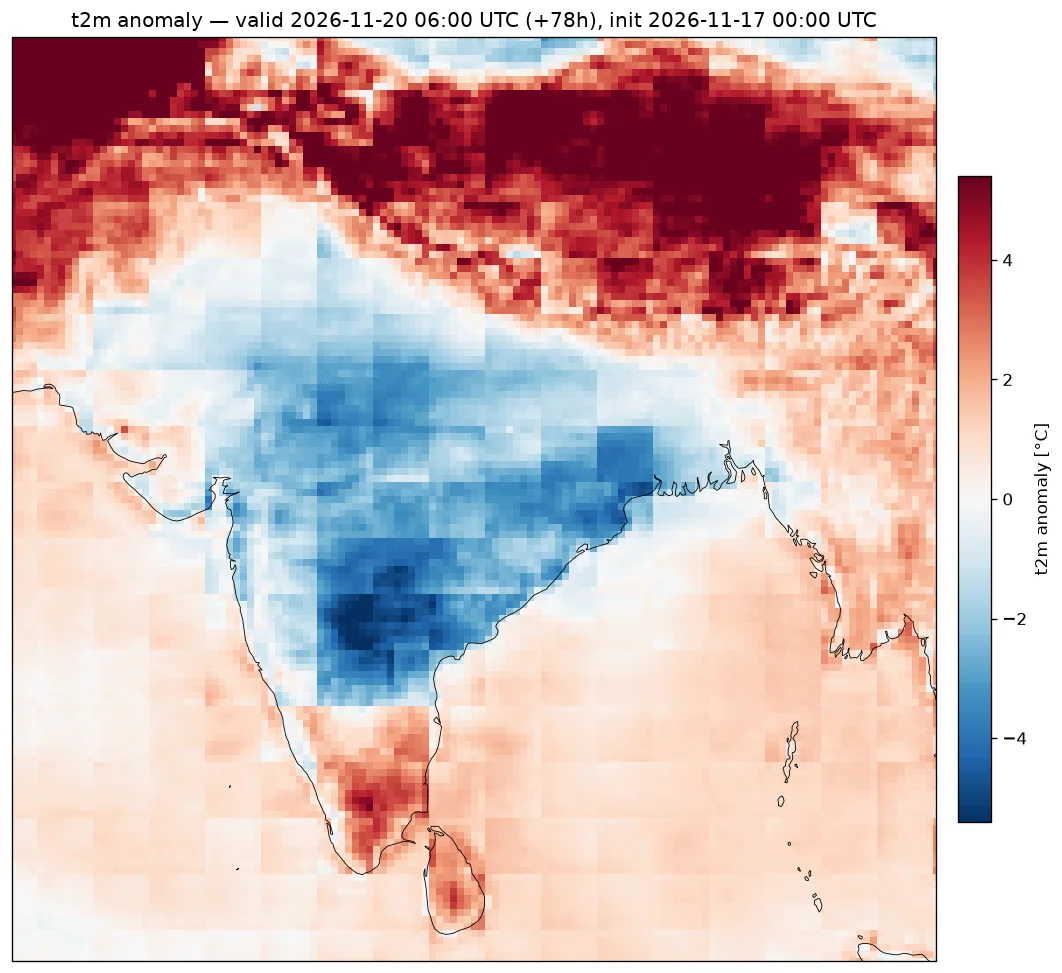 t2m anomaly — valid 2026-11-20 06:00 UTC (+78h), init 2026-11-17 00:00 UTC
4
2
0
−2
−4
t2m anomaly [°C]